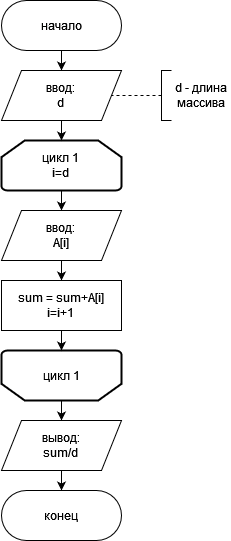 начало
ввод:
d
d - длина
массива
цикл 1
i=d
ввод:
A[i]
sum = sum+A[i]
i=i+1
цикл 1
вывод:
sum/d
конец